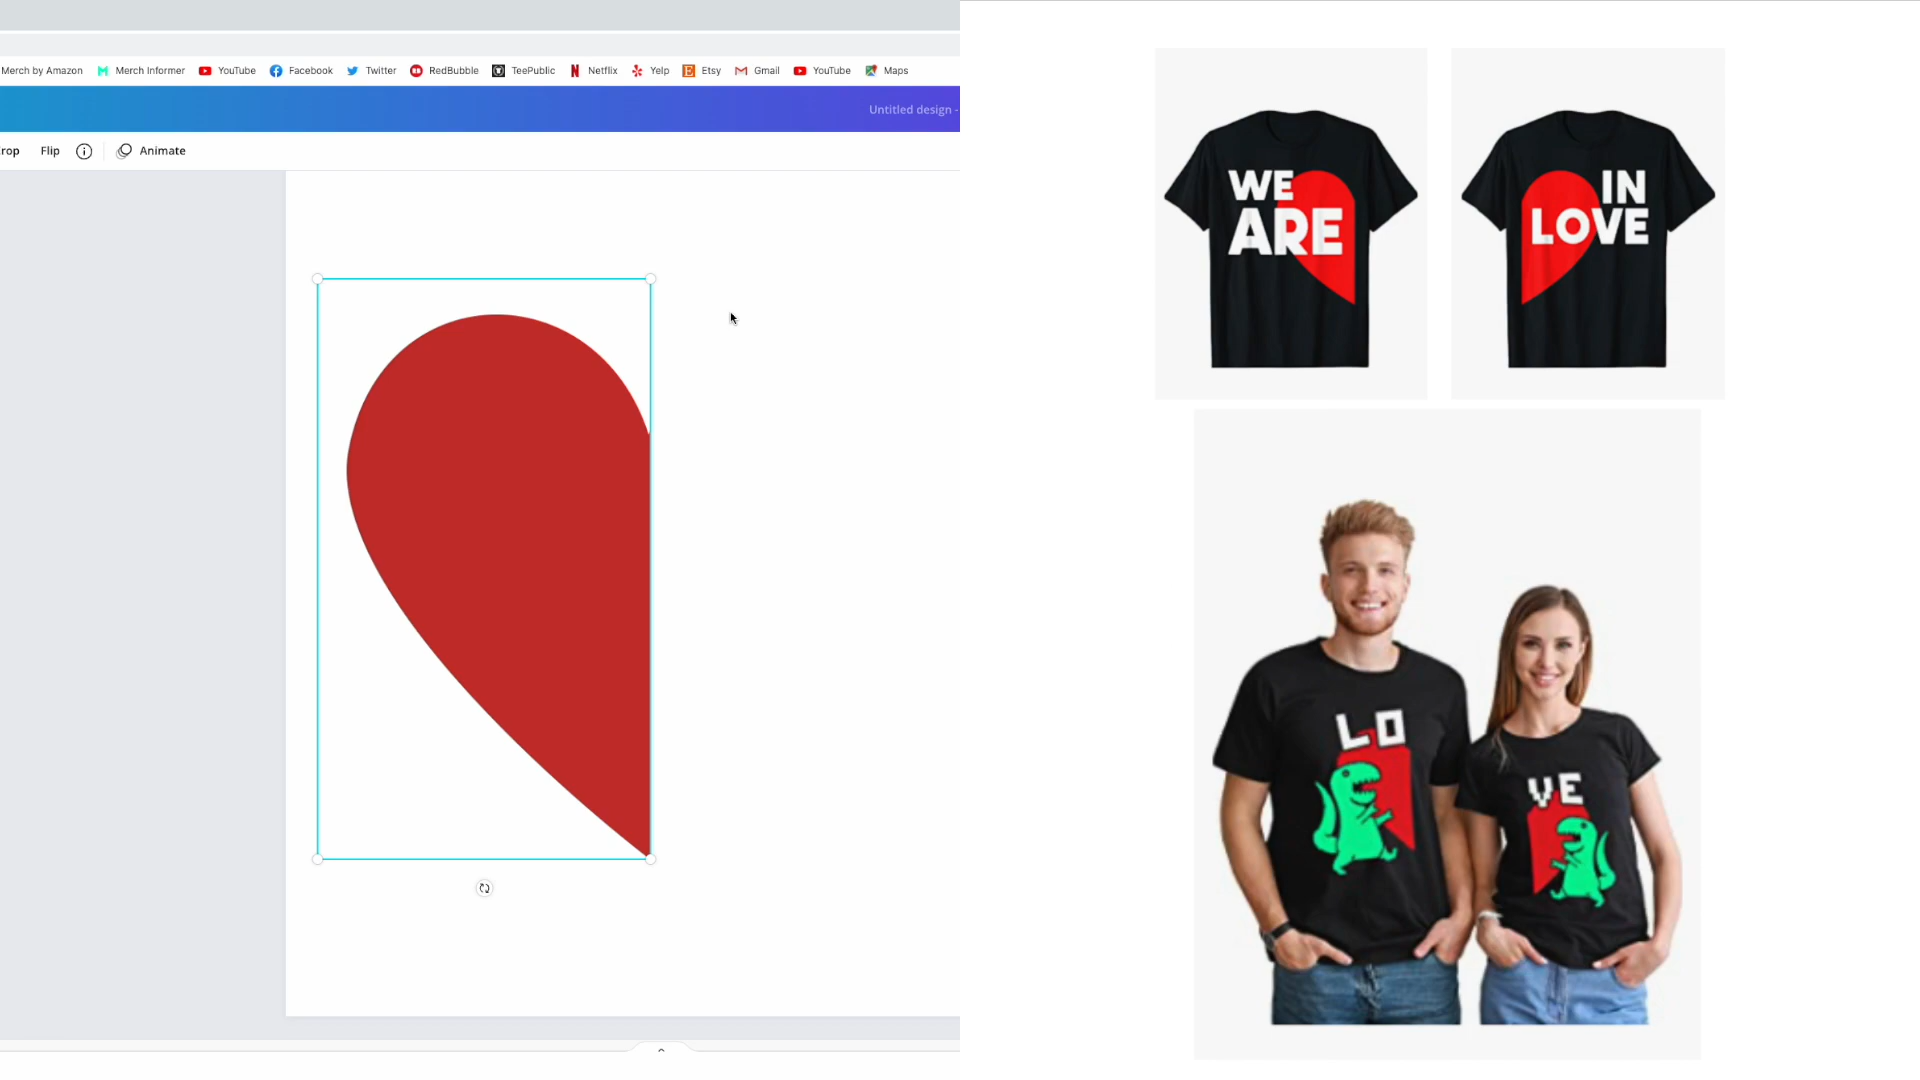 Merch by Amazon Merch Informer YouTube Facebook Twitter RedBubble TeePublic Netflix Yelp Etsy Gmail YouTube Maps
Untitled design -
rop Flip Animate
WE
ARE
IN
LOVE
LO
VE